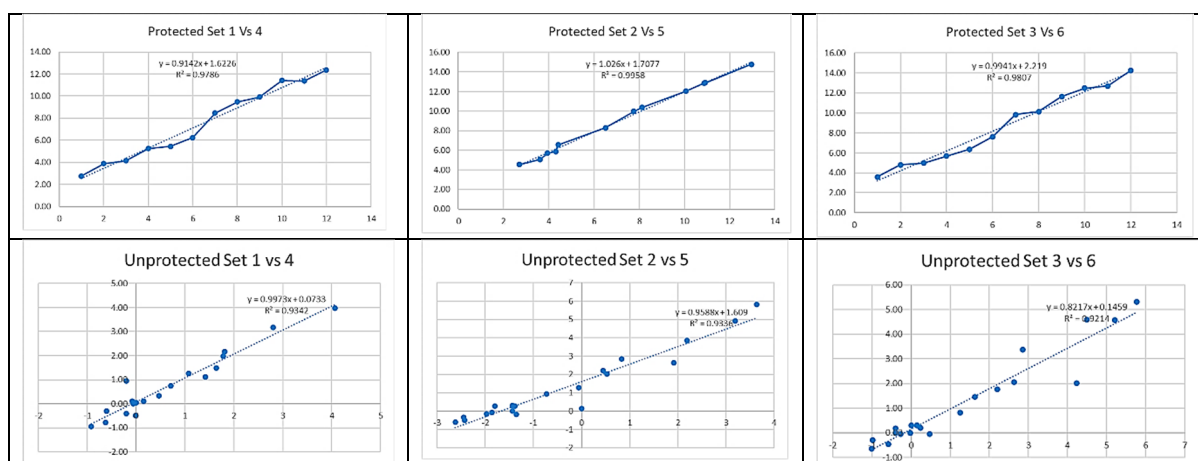 Protected Set 1 Vs 4
14.00
12.00
10.00
8.00
6.00
4.00
2.00
0.00
0 2 4 6 8 10 12 14
y = 0.9142x + 1.6226
R² = 0.9786
Protected Set 2 Vs 5
16.00
14.00
12.00
10.00
8.00
6.00
4.00
2.00
0.00
0 2 4 6 8 10 12 14
y = 1.026x + 1.7077
R² = 0.9958
Protected Set 3 Vs 6
16.00
14.00
12.00
10.00
8.00
6.00
4.00
2.00
0.00
0 2 4 6 8 10 12 14
y = 0.9941x + 2.219
R² = 0.9807
Unprotected Set 1 vs 4
5.00
4.00
3.00
2.00
1.00
0.00
-1.00
-2.00
-2 -1 0 1 2 3 4 5
y = 0.9973x + 0.0733
R² = 0.9342
Unprotected Set 2 vs 5
7
6
5
4
3
2
1
0
-1
-2
-3 -2 -1 0 1 2 3 4
y = 0.9588x + 1.609
R² = 0.9336
Unprotected Set 3 vs 6
6.00
5.00
4.00
3.00
2.00
1.00
0.00
-1.00
-2 -1 0 1 2 3 4 5 6 7
y = 0.8217x + 0.1459
R² = 0.9214